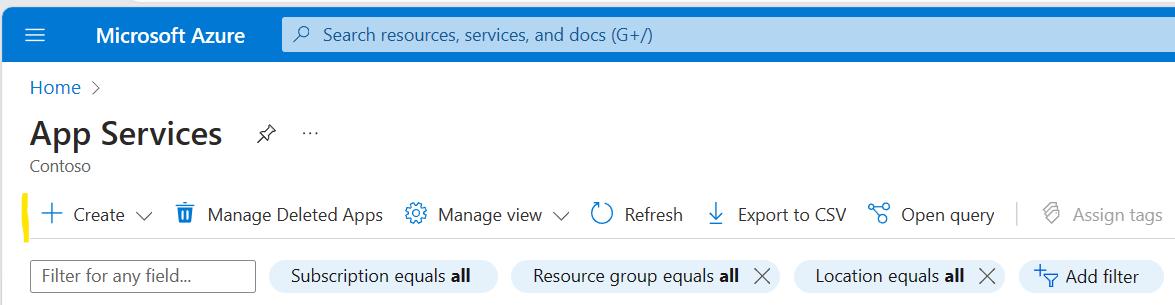 Microsoft Azure Search resources, services, and docs (G+/)
Home >
App Services ...
Contoso
+ Create Manage Deleted Apps Manage view Refresh Export to CSV Open query Assign tags
Filter for any field... Subscription equals all Resource group equals all Location equals all Add filter